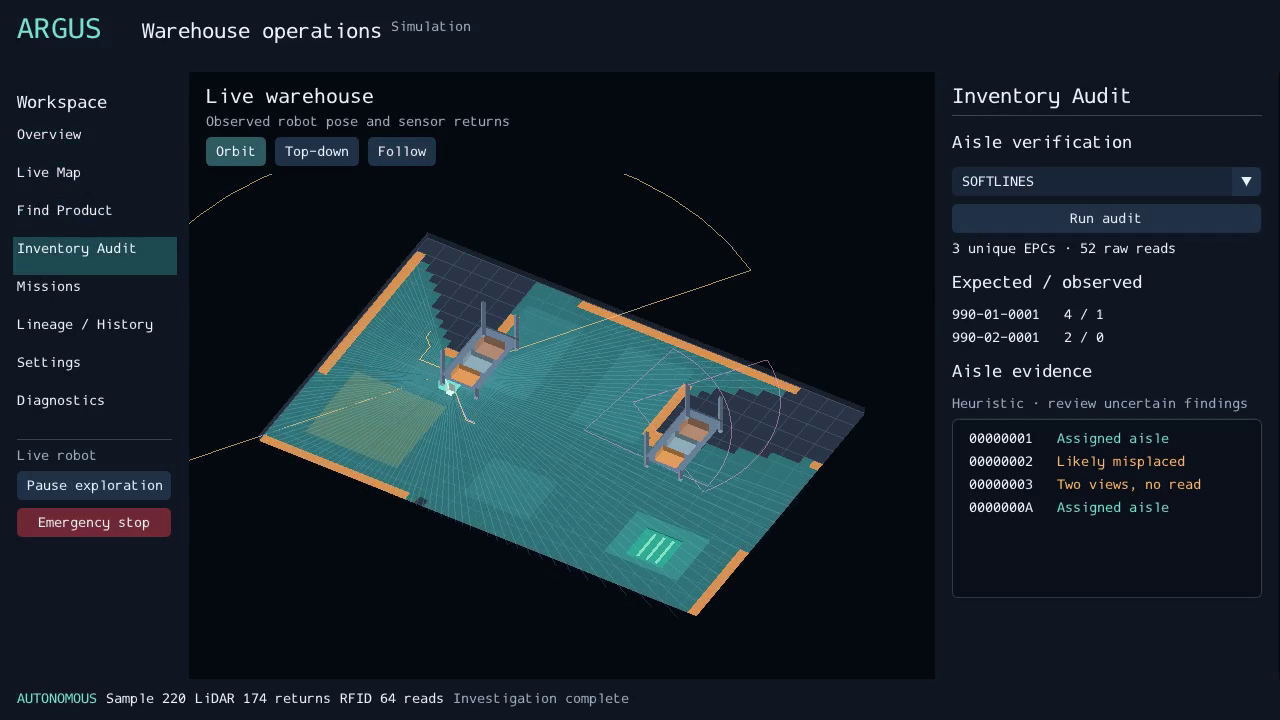 ARGUS Warehouse operations Simulation
Workspace
Overview
Live Map
Find Product
Inventory Audit
Missions
Lineage / History
Settings
Diagnostics
Live robot
Pause exploration
Emergency stop
Live warehouse
Observed robot pose and sensor returns
Orbit Top-down Follow
Inventory Audit
Aisle verification
SOFTLINES
Run audit
3 unique EPCs · 52 raw reads
Expected / observed
990-01-0001 4 / 1
990-02-0001 2 / 0
Aisle evidence
Heuristic · review uncertain findings
00000001 Assigned aisle
00000002 Likely misplaced
00000003 Two views, no read
0000000A Assigned aisle
AUTONOMOUS Sample 220 LiDAR 174 returns RFID 64 reads Investigation complete